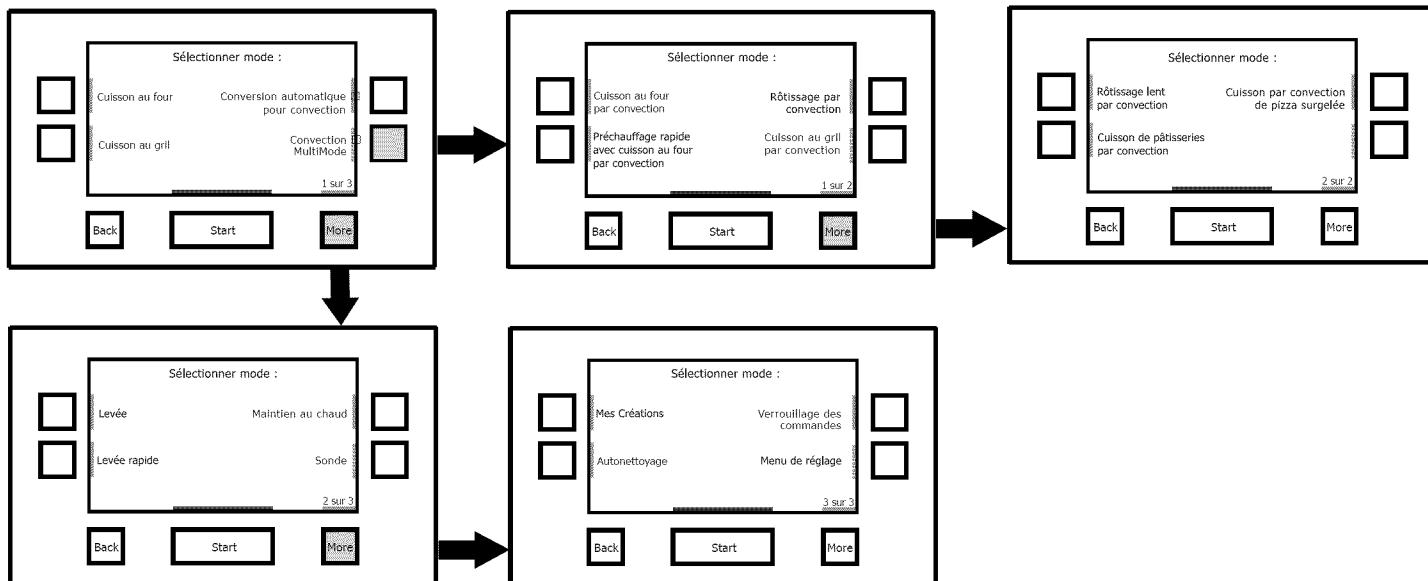 Sélectionner mode :
Cuisson au four
Conversion automatique
pour convection
Cuisson au gril
Convection
MultiMode
1 sur 3
Back
Start
More
Sélectionner mode :
Cuisson au four
par convection
Rôtissage par
convection
Préchauffage rapide
avec cuisson au four
par convection
Cuisson au gril
par convection
1 sur 2
Back
Start
More
Sélectionner mode :
Rôtissage lent
par convection
Cuisson par convection
de pizza surgelée
Cuisson de pâtisseries
par convection
2 sur 2
Back
Start
More
Sélectionner mode :
Levée
Maintien au chaud
Levée rapide
Sonde
2 sur 3
Back
Start
More
Sélectionner mode :
Mes Créations
Verrouillage des
commandes
Autonettoyage
Menu de réglage
3 sur 3
Back
Start
More